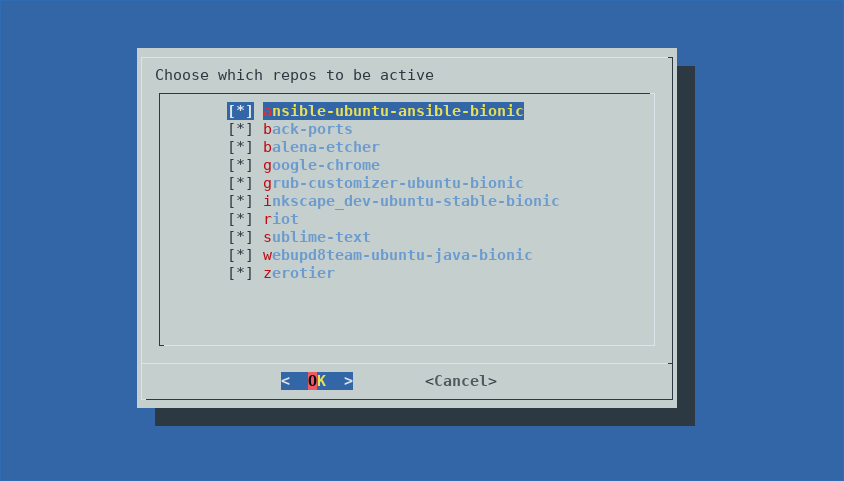 Choose which repos to be active
[*] ansible-ubuntu-ansible-bionic
[*] back-ports
[*] balena-etcher
[*] google-chrome
[*] grub-customizer-ubuntu-bionic
[*] inkscape_dev-ubuntu-stable-bionic
[*] riot
[*] sublime-text
[*] webupd8team-ubuntu-java-bionic
[*] zerotier
<  OK  > <Cancel>